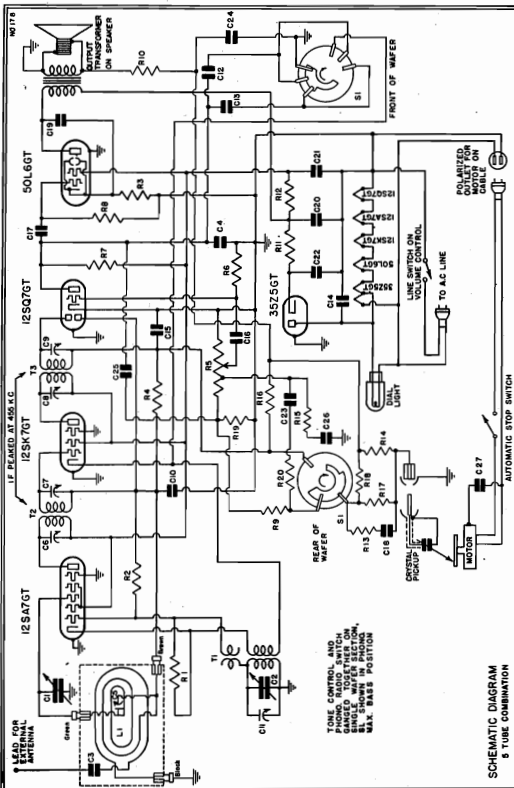 NO 178
LEAD FOR
EXTERNAL
ANTENNA
C3
L1
Green
Brown
Black
C1
12SA7GT
C6
T2
C7
12SK7GT
IF PEAKED AT 455 KC
C8
T3
C9
12SQ7GT
C17
50L6GT
C19
OUTPUT
TRANSFORMER
ON SPEAKER
R10
R2
R1
C10
R4
C25
C15
R7
R8
R3
C4
R6
C16
R5
R19
C24
C12
C13
S1
FRONT OF WAFER
T1
C11
C2
R9
R20
C23
R15
C26
R16
35Z5GT
R11
R12
C22
C20
C21
C14
35Z5GT
50L6GT
12SK7GT
12SA7GT
12SQ7GT
DIAL
LIGHT
LINE SWITCH ON
VOLUME CONTROL
TO A.C LINE
POLARIZED
OUTLET FOR
MOTOR ON
CABLE
REAR OF
WAFER
S1
R13
C18
R17
R18
R14
CRYSTAL
PICKUP
MOTOR
C27
AUTOMATIC STOP SWITCH
TONE CONTROL AND
PHONO. RADIO SWITCH
GANGED TOGETHER ON
SINGLE WAFER SECTION,
SHOWN IN PHONO.
MAX. BASS POSITION
SCHEMATIC DIAGRAM
5 TUBE COMBINATION